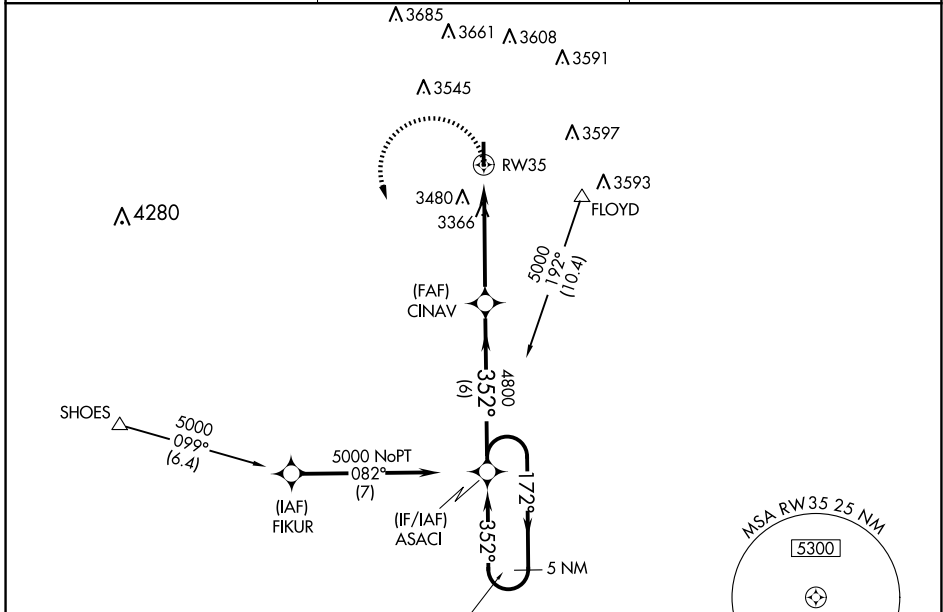 3685
3661
3608
3591
3545
3597
RW35
3593
3480
FLOYD
3366
4280
5000
192°
(10.4)
(FAF)
CINAV
4800
352°
(6)
SHOES
5000
099°
(6.4)
5000 NoPT
082°
(7)
172°
(IAF)
FIKUR
(IF/IAF)
ASACI
352°
5 NM
MSA RW35 25 NM
5300